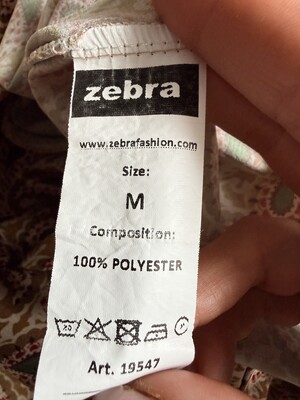 zebra
www.zebrafashion.com
Size:
M
Composition:
100% POLYESTER
P
Art. 19547